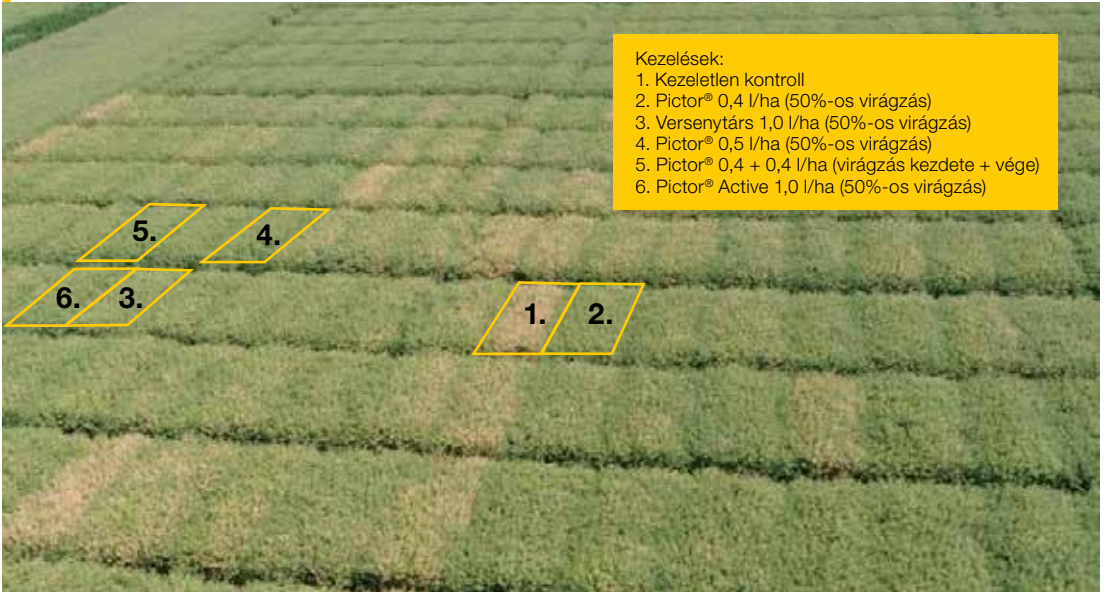 Kezelések:
1. Kezeletlen kontroll
2. Pictor® 0,4 l/ha (50%-os virágzás)
3. Versenytárs 1,0 l/ha (50%-os virágzás)
4. Pictor® 0,5 l/ha (50%-os virágzás)
5. Pictor® 0,4 + 0,4 l/ha (virágzás kezdete + vége)
6. Pictor® Active 1,0 l/ha (50%-os virágzás)
5. 4.
6. 3. 1. 2.